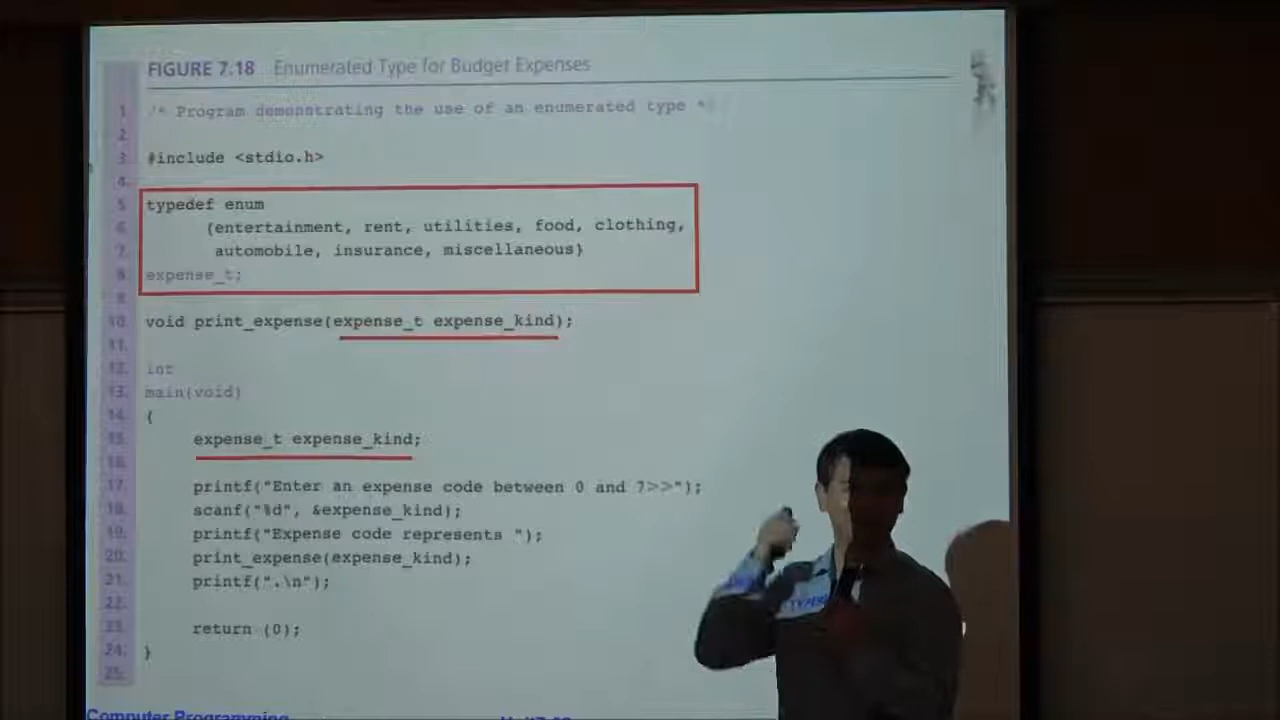 FIGURE 7.18 Enumerated Type for Budget Expenses
1. /* Program demonstrating the use of an enumerated type */
2.
3. #include <stdio.h>
4.
5. typedef enum
6. {entertainment, rent, utilities, food, clothing,
7. automobile, insurance, miscellaneous}
8. expense_t;
9.
10. void print_expense(expense_t expense_kind);
11.
12. int
13. main(void)
14. {
15. expense_t expense_kind;
16.
17. printf("Enter an expense code between 0 and 7>>");
18. scanf("%d", &expense_kind);
19. printf("Expense code represents ");
20. print_expense(expense_kind);
21. printf(".\n");
22.
23. return (0);
24. }
25.
Computer Programming